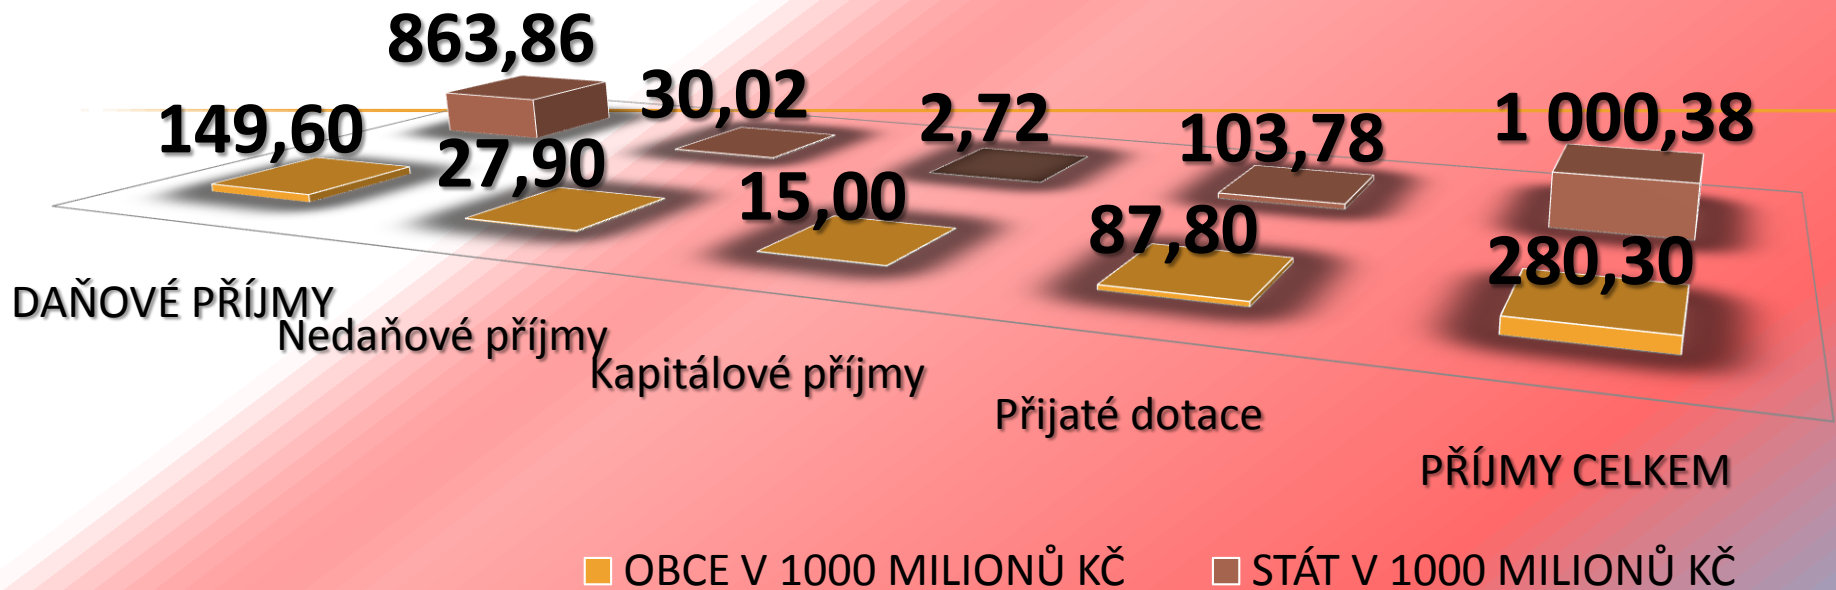 863,86
30,02
2,72
103,78
1 000,38
149,60
27,90
15,00
87,80
280,30
DAŇOVÉ PŘÍJMY
Nedaňové příjmy
Kapitálové příjmy
Přijaté dotace
PŘÍJMY CELKEM
OBCE V 1000 MILIONŮ KČ
STÁT V 1000 MILIONŮ KČ